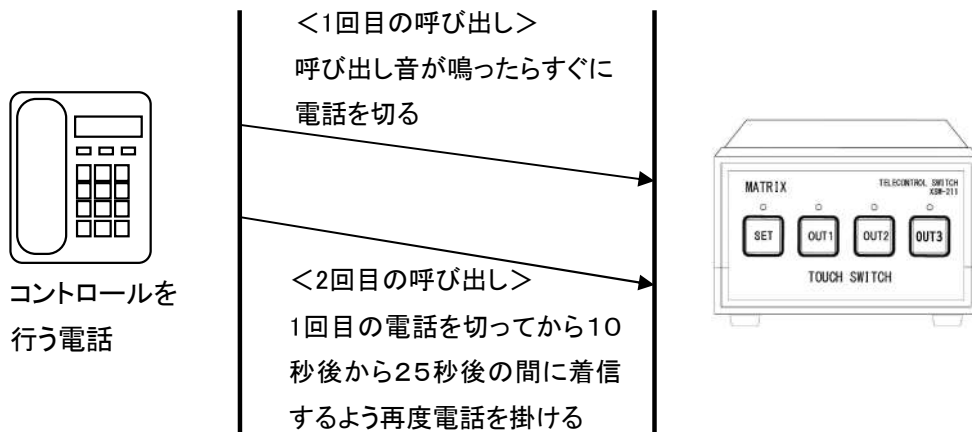 <1回目の呼び出し>
呼び出し音が鳴ったらすぐに
電話を切る
コントロールを
行う電話
<2回目の呼び出し>
1回目の電話を切ってから10
秒後から25秒後の間に着信
するよう再度電話を掛ける
MATRIX
TELECONTROL SWITCH
XSW-211
SET OUT1 OUT2 OUT3
TOUCH SWITCH